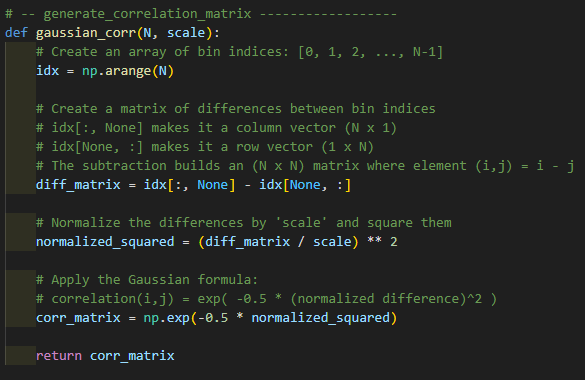 # -- generate_correlation_matrix ------------------
def gaussian_corr(N, scale):
    # Create an array of bin indices: [0, 1, 2, ..., N-1]
    idx = np.arange(N)
    # Create a matrix of differences between bin indices
    # idx[:, None] makes it a column vector (N x 1)
    # idx[None, :] makes it a row vector (1 x N)
    # The subtraction builds an (N x N) matrix where element (i,j) = i - j
    diff_matrix = idx[:, None] - idx[None, :]
    # Normalize the differences by 'scale' and square them
    normalized_squared = (diff_matrix / scale) ** 2
    # Apply the Gaussian formula:
    # correlation(i,j) = exp( -0.5 * (normalized difference)^2 )
    corr_matrix = np.exp(-0.5 * normalized_squared)
    return corr_matrix